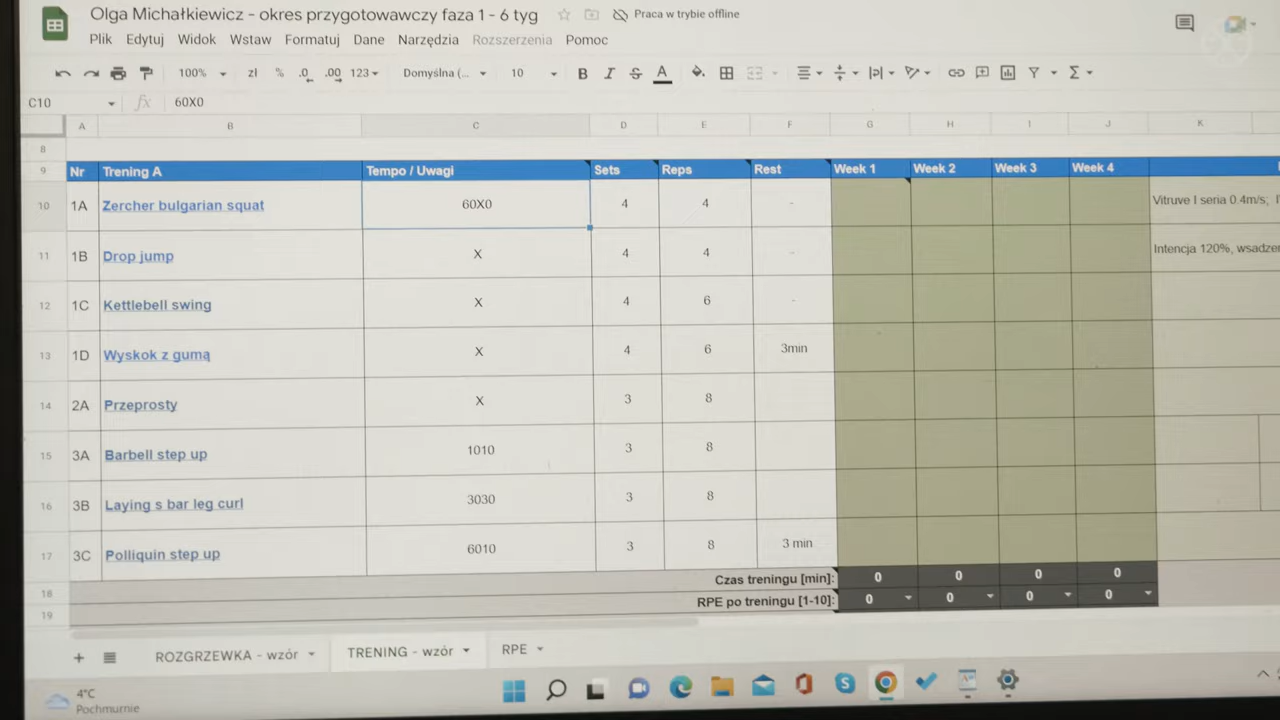 Olga Michałkiewicz - okres przygotowawczy faza 1 - 6 tyg Praca w trybie offline
Plik Edytuj Widok Wstaw Formatuj Dane Narzędzia Rozszerzenia Pomoc
100% zł % .0 .00 123 Domyślna (... 10 B I S A
C10 fx 60X0
A B C D E F G H I J K
8
9 Nr Trening A Tempo / Uwagi Sets Reps Rest Week 1 Week 2 Week 3 Week 4
10 1A Zercher bulgarian squat 60X0 4 4 - Vitruve I seria 0.4m/s;
11 1B Drop jump X 4 4 - Intencja 120%, wsadzen
12 1C Kettlebell swing X 4 6 -
13 1D Wyskok z gumą X 4 6 3min
14 2A Przeprosty X 3 8
15 3A Barbell step up 1010 3 8
16 3B Laying s bar leg curl 3030 3 8
17 3C Polliquin step up 6010 3 8 3 min
18 Czas treningu [min]: 0 0 0 0
19 RPE po treningu [1-10]: 0 0 0 0
+ ROZGRZEWKA - wzór TRENING - wzór RPE
4°C
Pochmurnie